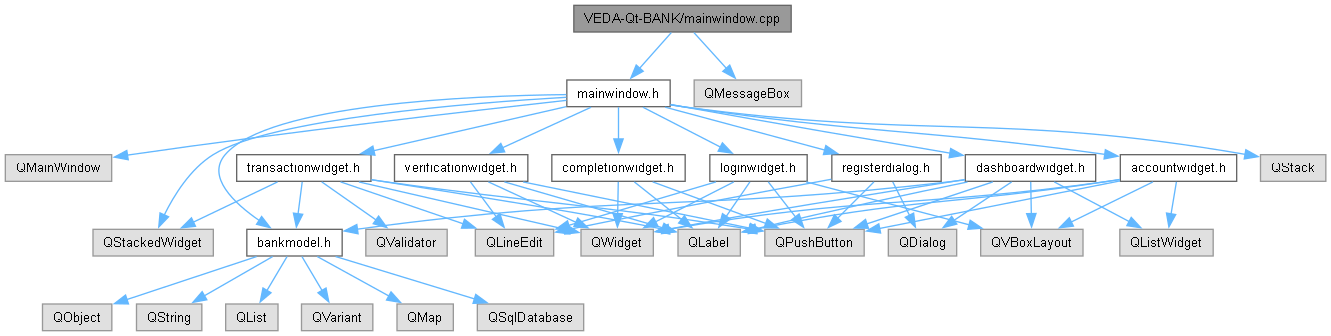 VEDA-Qt-BANK/mainwindow.cpp
mainwindow.h
QMessageBox
QMainWindow
transactionwidget.h
verificationwidget.h
completionwidget.h
loginwidget.h
registerdialog.h
dashboardwidget.h
accountwidget.h
QStack
QStackedWidget
bankmodel.h
QValidator
QLineEdit
QWidget
QLabel
QPushButton
QDialog
QVBoxLayout
QListWidget
QObject
QString
QList
QVariant
QMap
QSqlDatabase